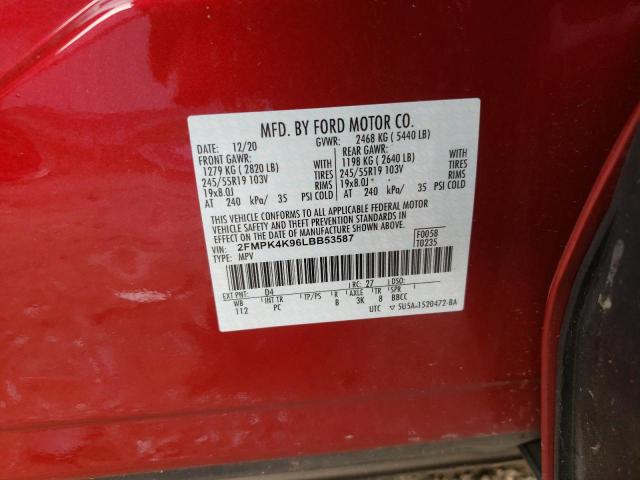 MFD. BY FORD MOTOR CO.
DATE: 12/20 GVWR: 2468 KG ( 5440 LB)
FRONT GAWR: REAR GAWR:
1279 KG ( 2820 LB) WITH 1198 KG ( 2640 LB) WITH
245/55R19 103V TIRES 245/55R19 103V TIRES
19x8.0J RIMS 19x8.0J RIMS
AT 240 kPa/ 35 PSI COLD AT 240 kPa/ 35 PSI COLD
THIS VEHICLE CONFORMS TO ALL APPLICABLE FEDERAL MOTOR
VEHICLE SAFETY AND THEFT PREVENTION STANDARDS IN
EFFECT ON THE DATE OF MANUFACTURE SHOWN ABOVE.
VIN: 2FMPK4K96LBB53587 F0058
TYPE: MPV T0235
EXT PNT: D4 RC: 27 DSO:
WB INT TR TP/PS R AXLE TR SPR
112 PC B 3K 8 BBCC
UTC ▽ 5U5A-1520472-BA